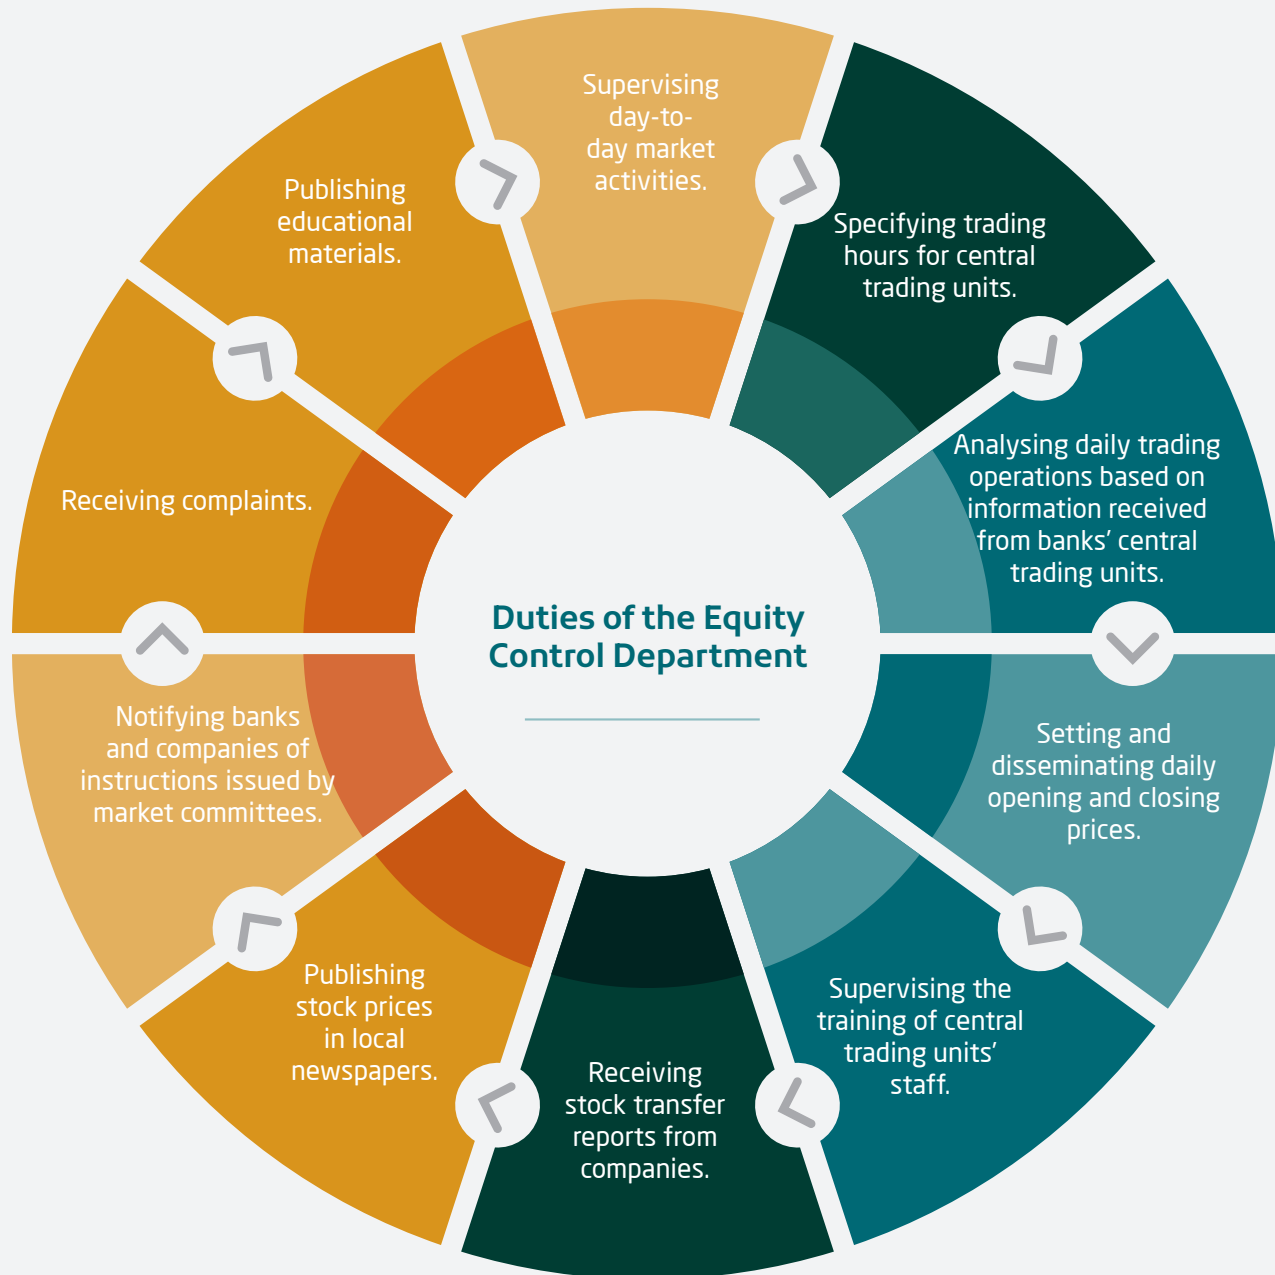 Duties of the Equity
Control Department
Supervising
day-to-
day market
activities.
Specifying trading
hours for central
trading units.
Analysing daily trading
operations based on
information received
from banks’ central
trading units.
Setting and
disseminating daily
opening and closing
prices.
Supervising the
training of central
trading units’
staff.
Receiving
stock transfer
reports from
companies.
Publishing
stock prices
in local
newspapers.
Notifying banks
and companies of
instructions issued by
market committees.
Receiving complaints.
Publishing
educational
materials.